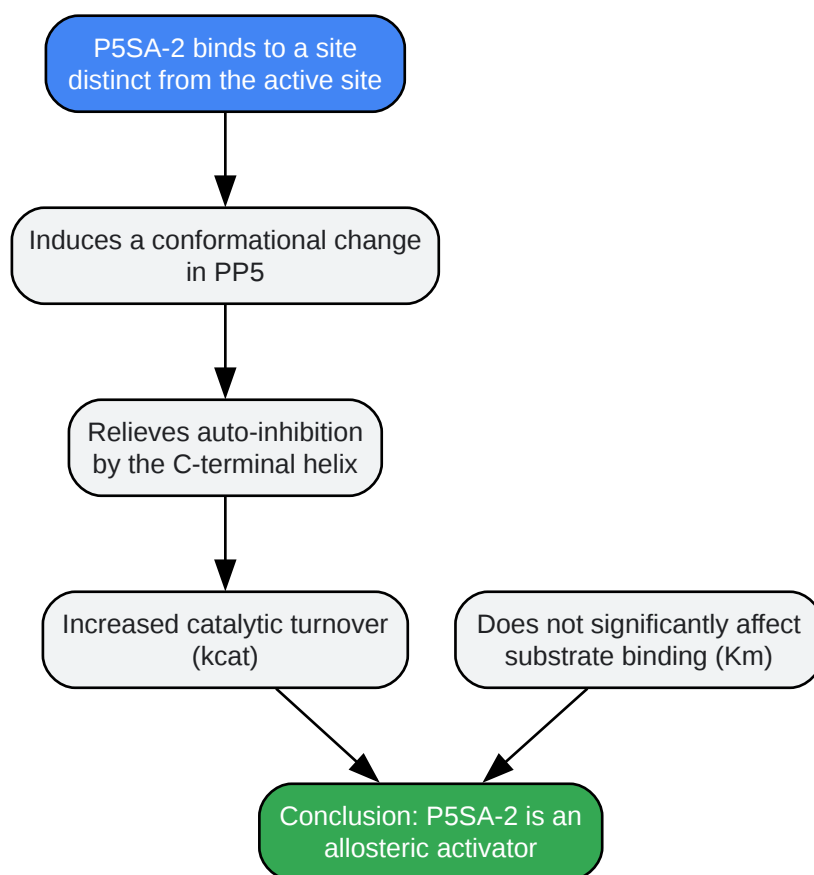 P5SA-2 binds to a site
distinct from the active site
Induces a conformational change
in PP5
Relieves auto-inhibition
by the C-terminal helix
Increased catalytic turnover
(kcat)
Does not significantly affect
substrate binding (Km)
Conclusion: P5SA-2 is an
allosteric activator